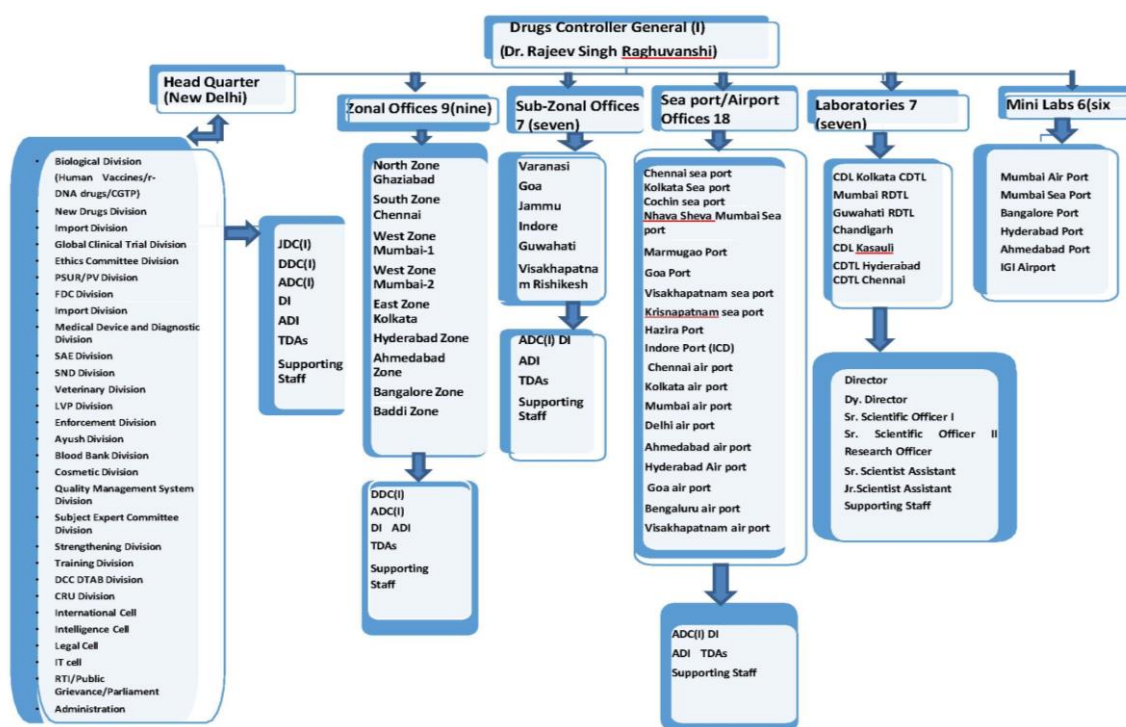 Drugs Controller General (I)
(Dr. Rajeev Singh Raghuvanshi)
Head Quarter
(New Delhi)
Zonal Offices 9(nine)
Sub-Zonal Offices
7 (seven)
Sea port/Airport
Offices 18
Laboratories 7
(seven)
Mini Labs 6(six
Biological Division
(Human Vaccines/r-
DNA drugs/CGTP)
New Drugs Division
Import Division
Global Clinical Trial Division
Ethics Committee Division
PSUR/PV Division
FDC Division
Import Division
Medical Device and Diagnostic
Division
SAE Division
SND Division
Veterinary Division
LVP Division
Enforcement Division
Ayush Division
Blood Bank Division
Cosmetic Division
Quality Management System
Division
Subject Expert Committee
Division
Strengthening Division
Training Division
DCC DTAB Division
CRU Division
International Cell
Intelligence Cell
Legal Cell
IT cell
RTI/Public
Grievance/Parliament
Administration
JDC(I)
DDC(I)
ADC(I)
DI
ADI
TDAs
Supporting
Staff
North Zone
Ghaziabad
South Zone
Chennai
West Zone
Mumbai-1
West Zone
Mumbai-2
East Zone
Kolkata
Hyderabad Zone
Ahmedabad
Zone
Bangalore Zone
Baddi Zone
DDC(I)
ADC(I)
DI ADI
TDAs
Supporting
Staff
Varanasi
Goa
Jammu
Indore
Guwahati
Visakhapatna
m Rishikesh
ADC(I) DI
ADI
TDAs
Supporting
Staff
Chennai sea port
Kolkata Sea port
Cochin sea port
Nhava Sheva Mumbai Sea
port
Marmugao Port
Goa Port
Visakhapatnam sea port
Krisnapatnam sea port
Hazira Port
Indore Port (ICD)
Chennai air port
Kolkata air port
Mumbai air port
Delhi air port
Ahmedabad air port
Hyderabad Air port
Goa air port
Bengaluru air port
Visakhapatnam air port
ADC(I) DI
ADI TDAs
Supporting Staff
CDL Kolkata CDTL
Mumbai RDTL
Guwahati RDTL
Chandigarh
CDL Kasauli
CDTL Hyderabad
CDTL Chennai
Director
Dy. Director
Sr. Scientific Officer I
Sr. Scientific Officer II
Research Officer
Sr. Scientist Assistant
Jr.Scientist Assistant
Supporting Staff
Mumbai Air Port
Mumbai Sea Port
Bangalore Port
Hyderabad Port
Ahmedabad Port
IGI Airport